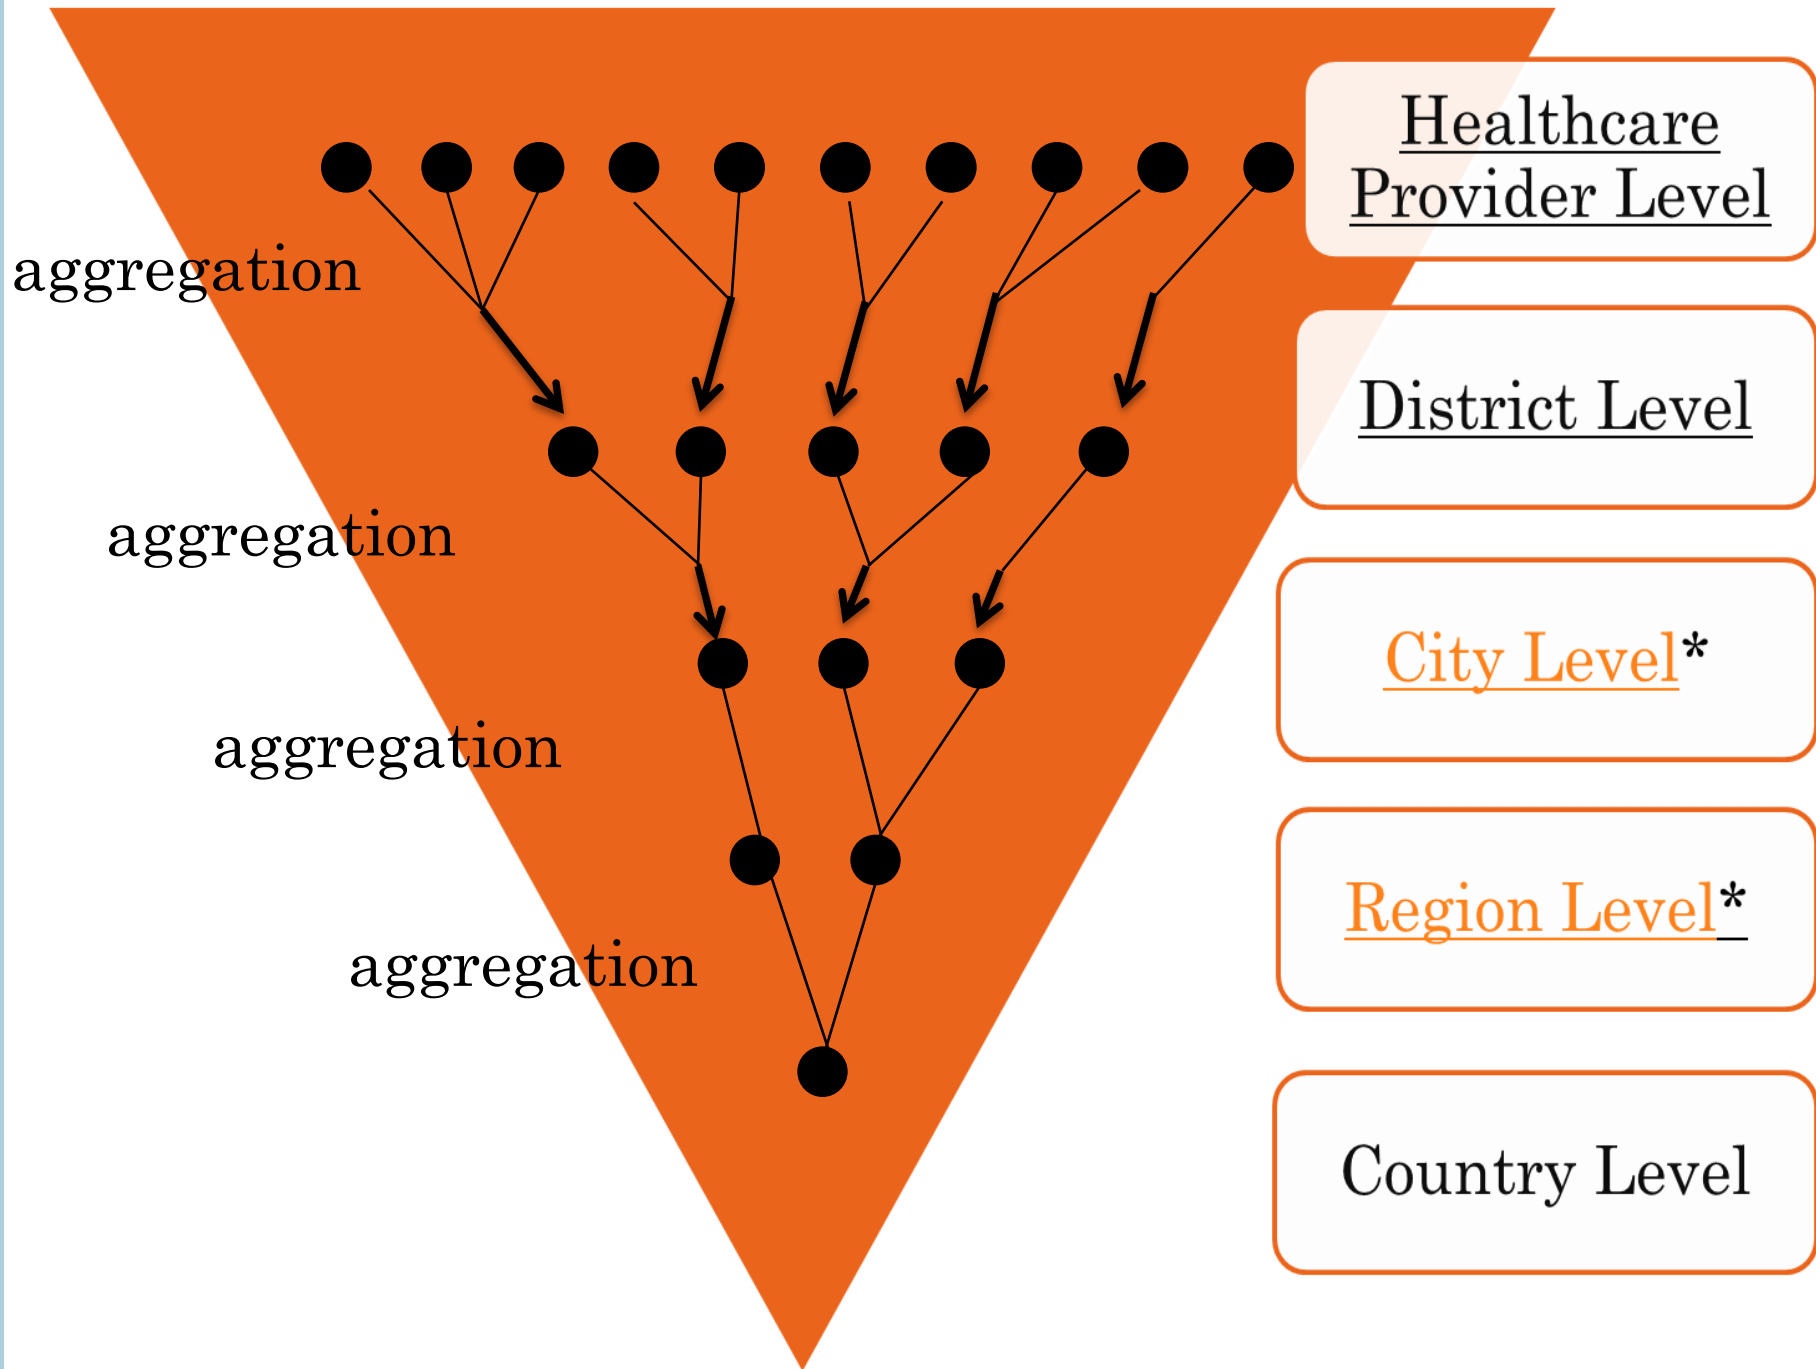 Healthcare
Provider Level
aggregation
District Level
aggregation
City Level*
aggregation
Region Level*
aggregation
Country Level